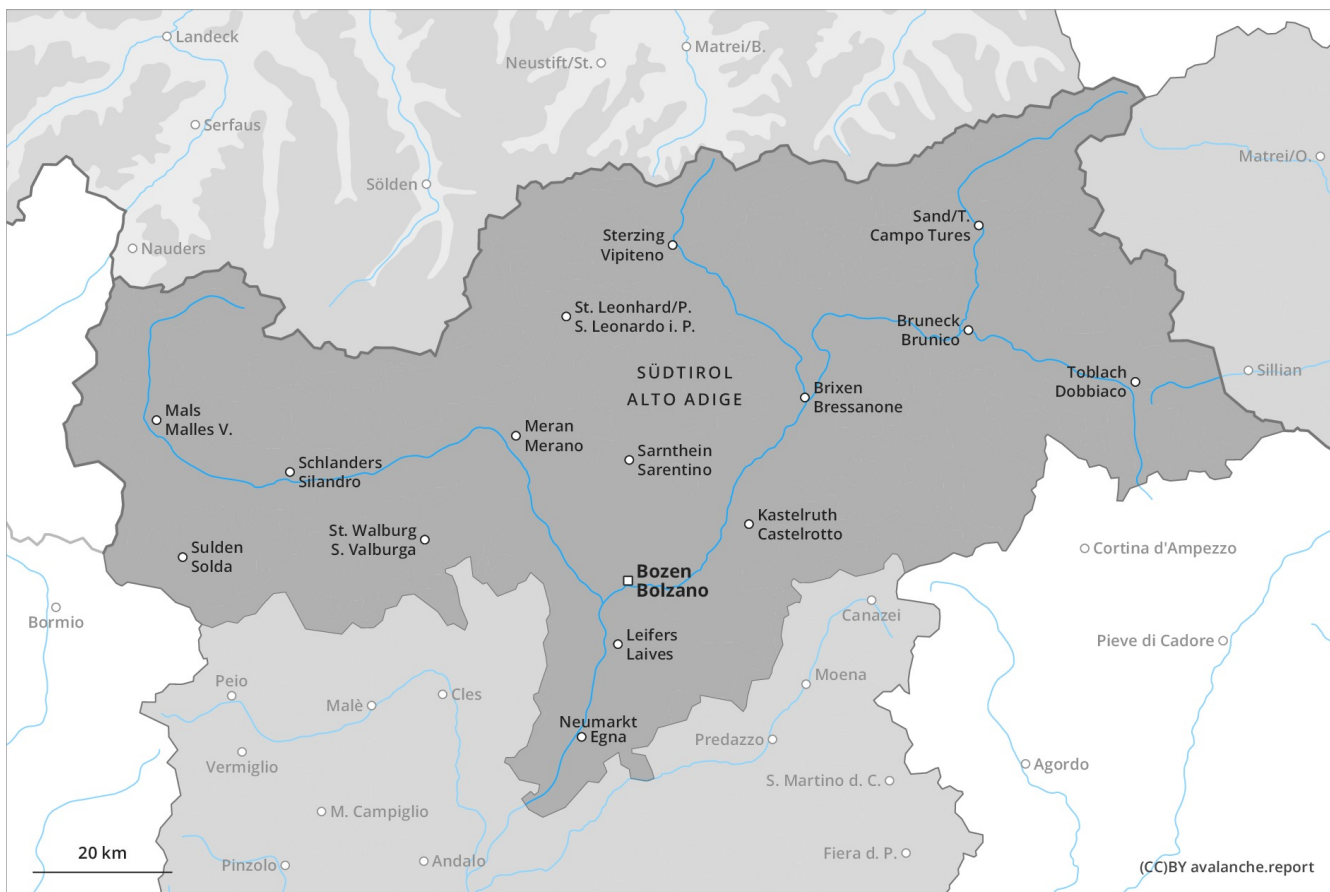 Landeck
Matrei/B.
Neustift/St.
Serfaus
Matrei/O.
Sölden
Sand/T.
Campo Tures
Nauders
Sterzing
Vipiteno
St. Leonhard/P.
S. Leonardo i. P.
Bruneck
Brunico
SÜDTIROL
ALTO ADIGE
Toblach
Dobbiaco
Sillian
Brixen
Bressanone
Mals
Malles V.
Meran
Merano
Sarnthein
Sarentino
Schlanders
Silandro
Kastelruth
Castelrotto
St. Walburg
S. Valburga
Sulden
Solda
Cortina d'Ampezzo
Bozen
Bolzano
Bormio
Canazei
Leifers
Laives
Pieve di Cadore
Moena
Peio
Malè
Cles
Neumarkt
Egna
Predazzo
Vermiglio
Agordo
S. Martino d. C.
M. Campiglio
20 km
Pinzolo
Andalo
Fiera d. P.
(CC)BY avalanche.report